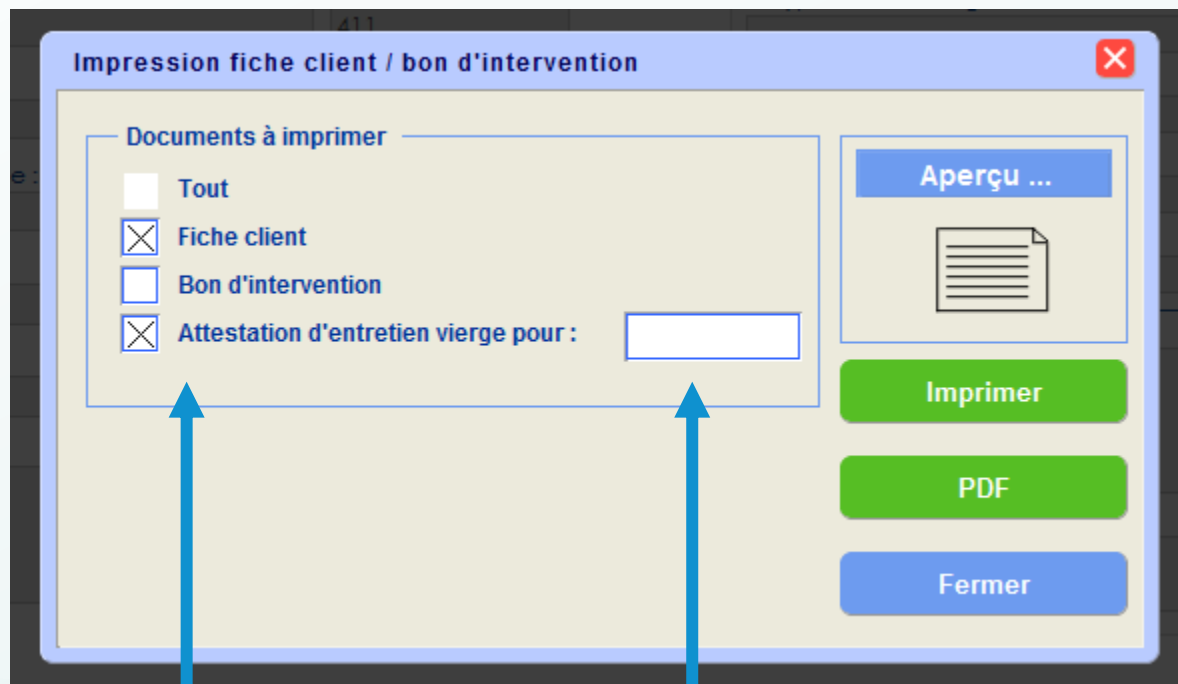 411
Impression fiche client / bon d'intervention
Documents à imprimer
Tout
Fiche client
Bon d'intervention
Attestation d'entretien vierge pour :
Aperçu ...
Imprimer
PDF
Fermer
e :